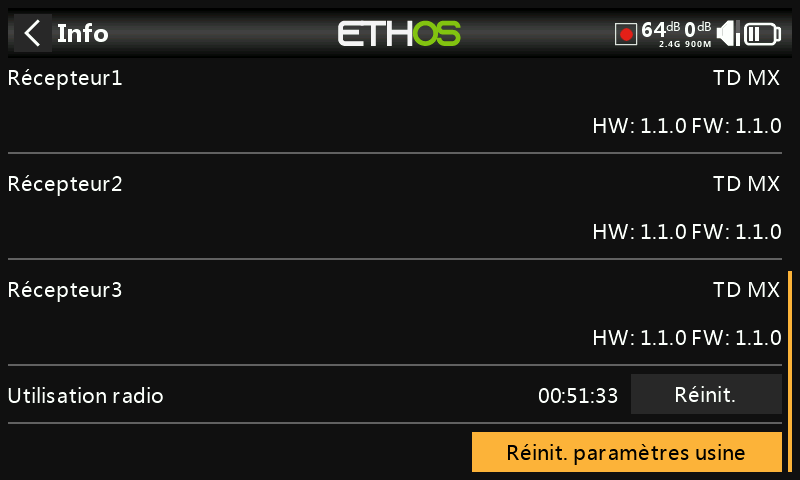 Info
ETHOS
64dB 0dB
2.4G 900M
Récepteur1 TD MX
HW: 1.1.0 FW: 1.1.0
Récepteur2 TD MX
HW: 1.1.0 FW: 1.1.0
Récepteur3 TD MX
HW: 1.1.0 FW: 1.1.0
Utilisation radio 00:51:33 Réinit.
Réinit. paramètres usine